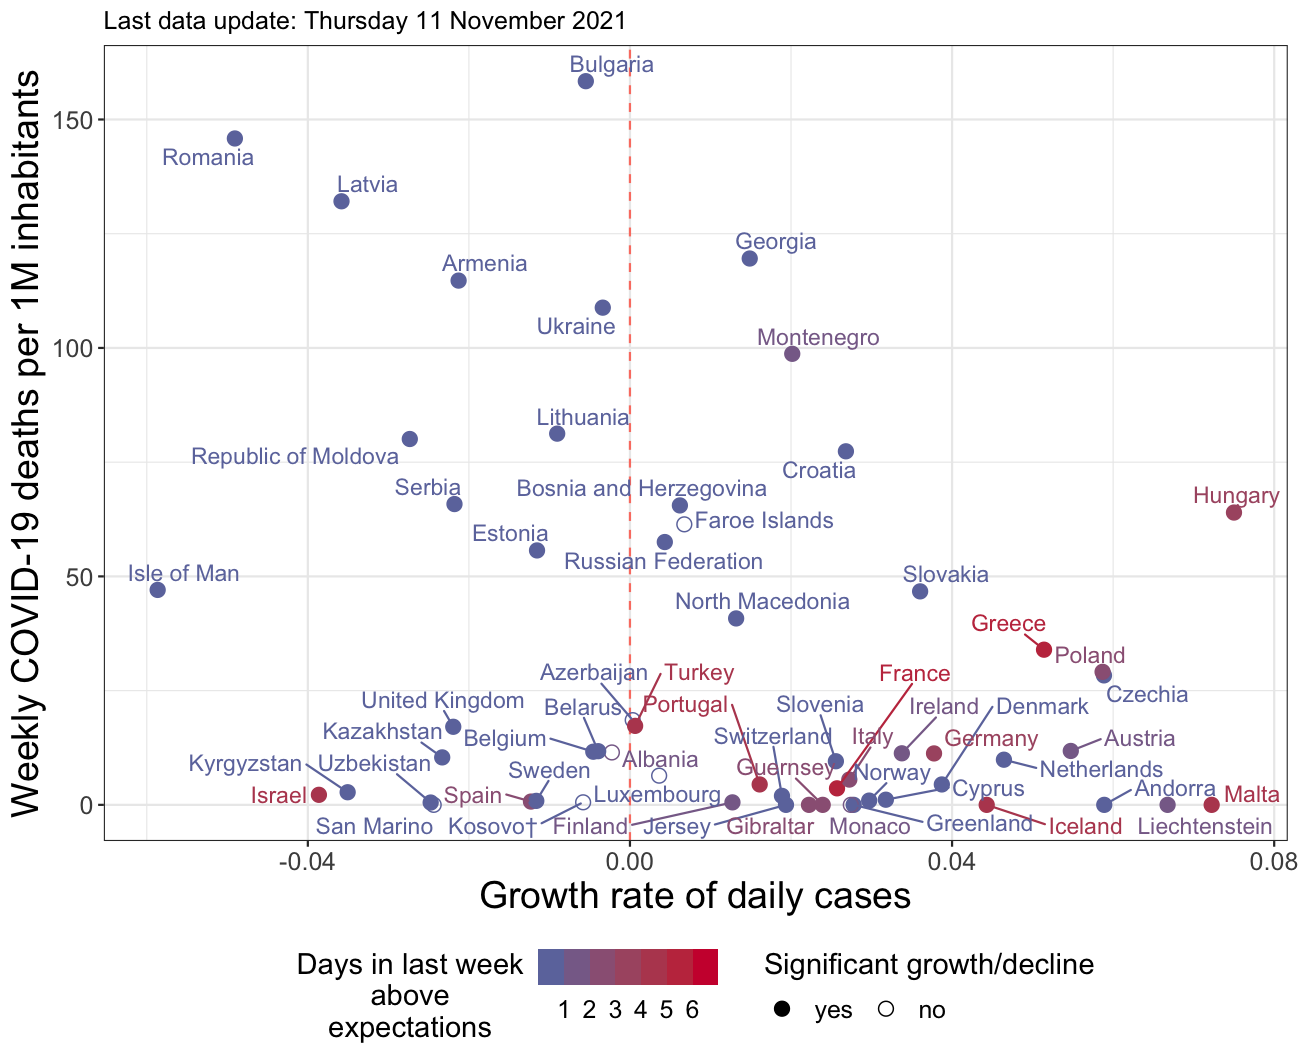 Last data update: Thursday 11 November 2021
Weekly COVID-19 deaths per 1M inhabitants
150
100
50
0
Bulgaria
Romania
Latvia
Georgia
Armenia
Ukraine
Montenegro
Lithuania
Republic of Moldova
Croatia
Serbia
Bosnia and Herzegovina
Hungary
Faroe Islands
Estonia
Russian Federation
Isle of Man
Slovakia
North Macedonia
Greece
Poland
Azerbaijan
Turkey
France
Czechia
United Kingdom
Belarus
Portugal
Slovenia
Ireland
Denmark
Kazakhstan
Belgium
Switzerland
Italy
Germany
Austria
Kyrgyzstan
Uzbekistan
Sweden
Albania
Guernsey
Norway
Netherlands
Israel
Spain
Luxembourg
Cyprus
Andorra
Malta
San Marino
Kosovo†
Finland
Jersey
Gibraltar
Monaco
Greenland
Iceland
Liechtenstein
-0.04
0.00
0.04
0.08
Growth rate of daily cases
Days in last week
above
expectations
1 2 3 4 5 6
Significant growth/decline
yes
no